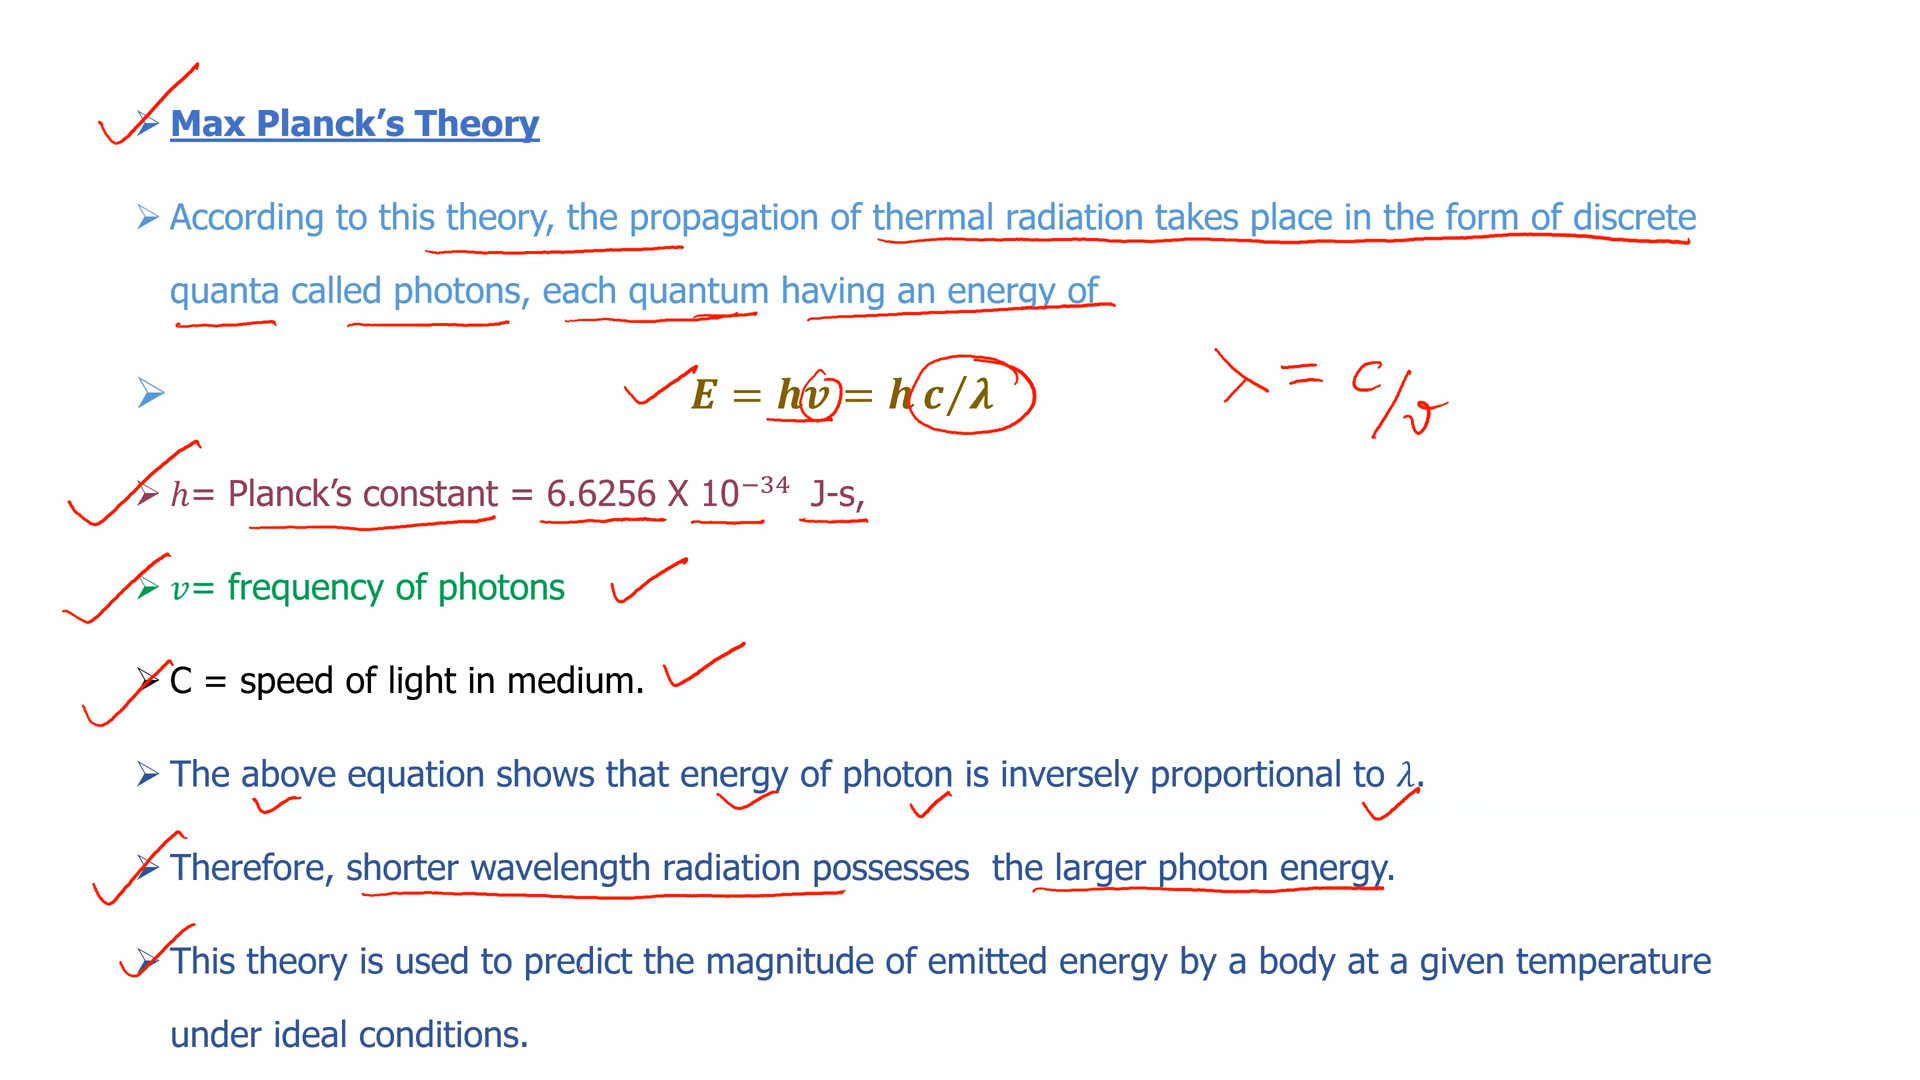 ➢ Max Planck’s Theory
➢ According to this theory, the propagation of thermal radiation takes place in the form of discrete
quanta called photons, each quantum having an energy of
➢ E = hν = h c/λ
λ = c/ν
➢ h= Planck’s constant = 6.6256 X 10⁻³⁴ J-s,
➢ ν= frequency of photons
➢ C = speed of light in medium.
➢ The above equation shows that energy of photon is inversely proportional to λ.
➢ Therefore, shorter wavelength radiation possesses the larger photon energy.
➢ This theory is used to predict the magnitude of emitted energy by a body at a given temperature
under ideal conditions.